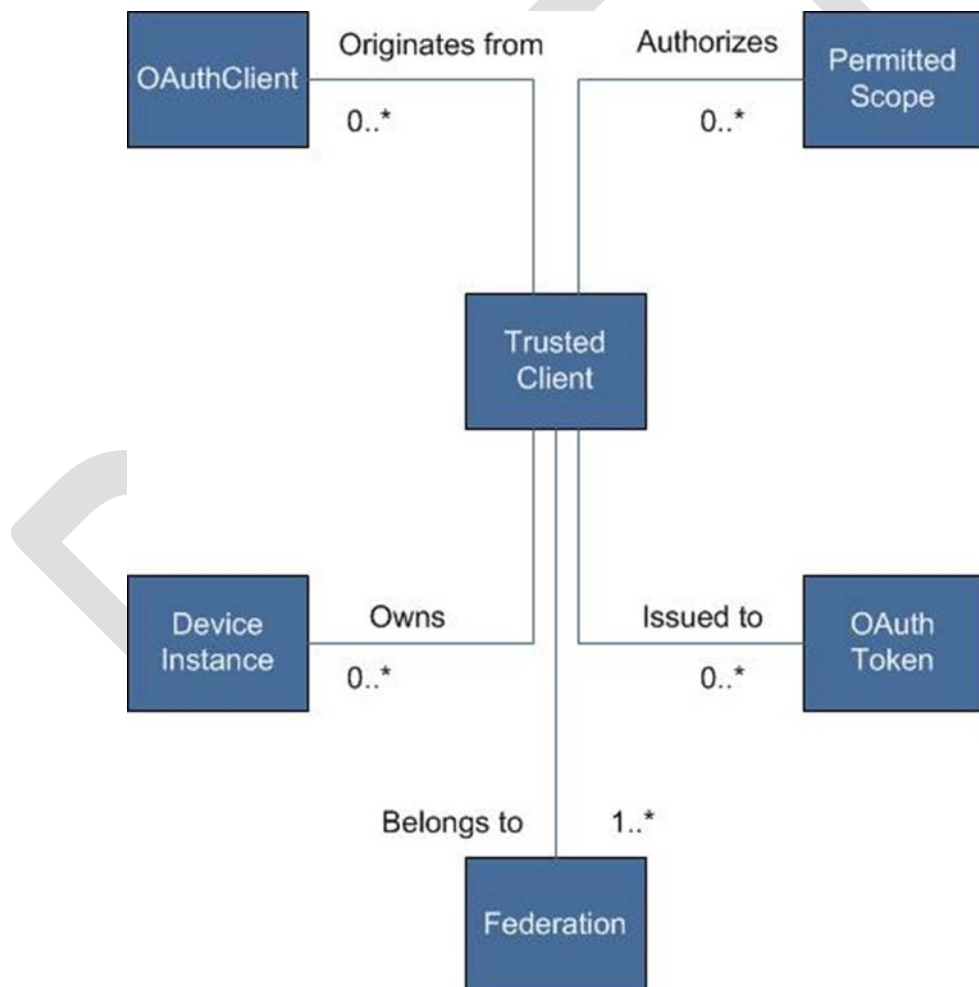 OAuthClient
Originates from
0..*
Authorizes
0..*
Permitted
Scope
Trusted
Client
Device
Instance
Owns
0..*
Issued to
0..*
OAuth
Token
Belongs to
1..*
Federation